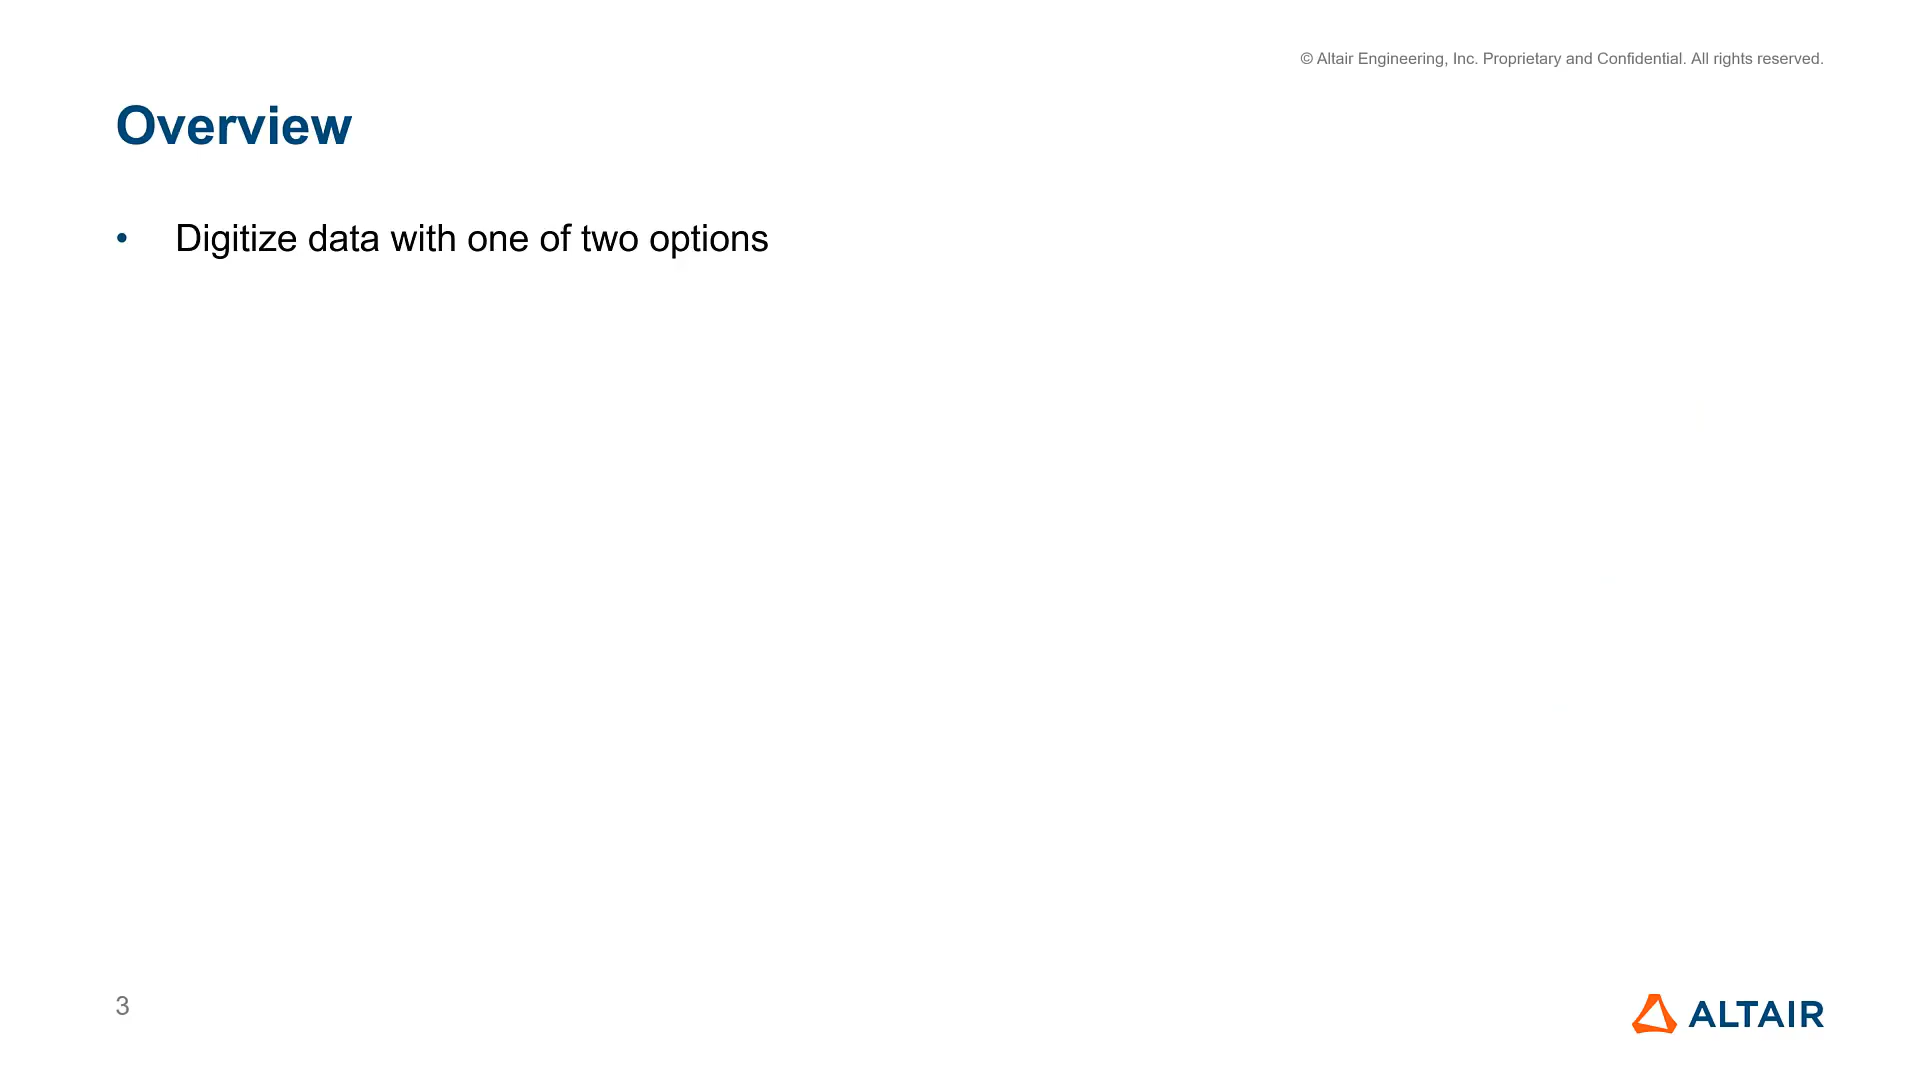 © Altair Engineering, Inc. Proprietary and Confidential. All rights reserved.
Overview
• Digitize data with one of two options
3
ALTAIR